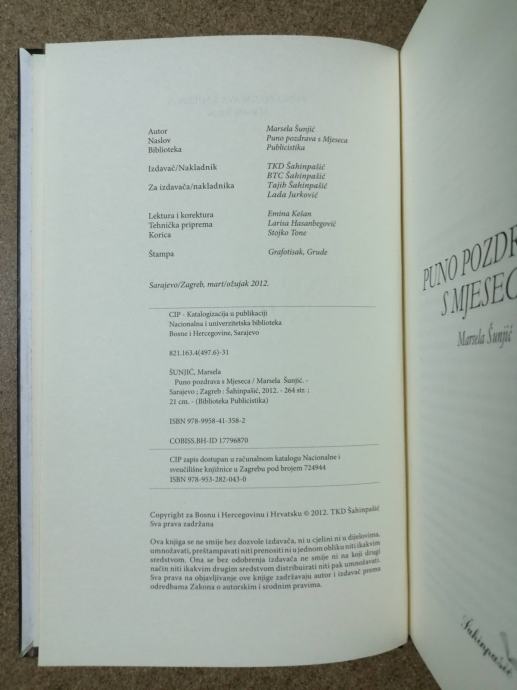 Autor Marsela Šunjić
Naslov Puno pozdrava s Mjeseca
Biblioteka Publicistika
Izdavač/Nakladnik TKD Šahinpašić
BTC Šahinpašić
Za izdavača/nakladnika Tajib Šahinpašić
Lada Jurković
Lektura i korektura Emina Kešan
Tehnička priprema Larisa Hasanbegović
Korica Stojko Tone
Štampa Grafotisak, Grude
Sarajevo/Zagreb, mart/ožujak 2012.
CIP - Katalogizacija u publikaciji
Nacionalna i univerzitetska biblioteka
Bosne i Hercegovine, Sarajevo
821.163.4(497.6)-31
ŠUNJIĆ, Marsela
Puno pozdrava s Mjeseca / Marsela Šunjić. -
Sarajevo ; Zagreb : Šahinpašić, 2012. - 264 str ;
21 cm. - (Biblioteka Publicistika)
ISBN 978-9958-41-358-2
COBISS.BH-ID 17796870
CIP zapis dostupan u računalnom katalogu Nacionalne i
sveučilišne knjižnice u Zagrebu pod brojem 724944
ISBN 978-953-282-043-0
Copyright za Bosnu i Hercegovinu i Hrvatsku © 2012. TKD Šahinpašić
Sva prava zadržana
Ova knjiga se ne smije bez dozvole izdavača, ni u cjelini ni u dijelovima,
umnožavati, preštampavati niti prenositi ni u jednom obliku niti ikakvim
sredstvom. Ona se bez odobrenja izdavača ne smije ni na koji drugi
način niti ikakvim drugim sredstvom distribuirati niti pak umnožavati.
Sva prava na objavljivanje ove knjige zadržavaju autor i izdavač prema
odredbama Zakona o autorskim i srodnim pravima.
PUNO POZDR
S MJESEC
Marsela Šunjić
Šahinpašić